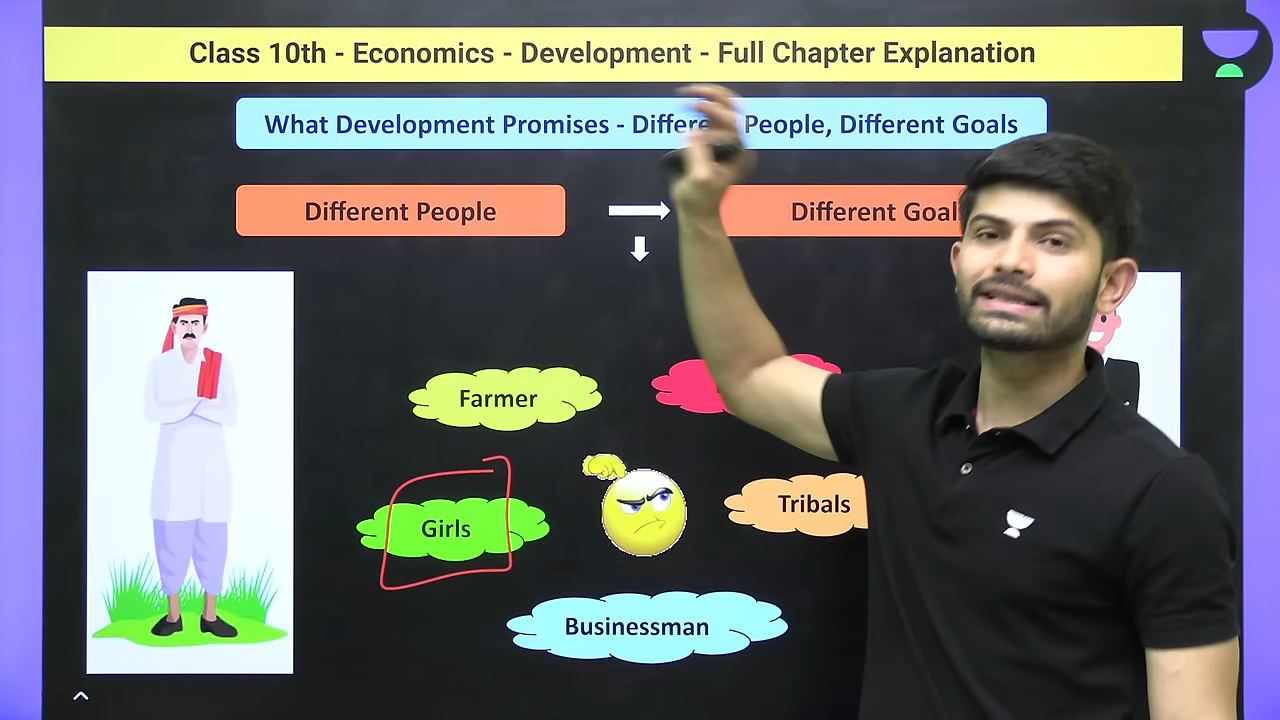 Class 10th - Economics - Development - Full Chapter Explanation
What Development Promises - Differe People, Different Goals
Different People
Different Goal
Farmer
Girls
Tribals
Businessman